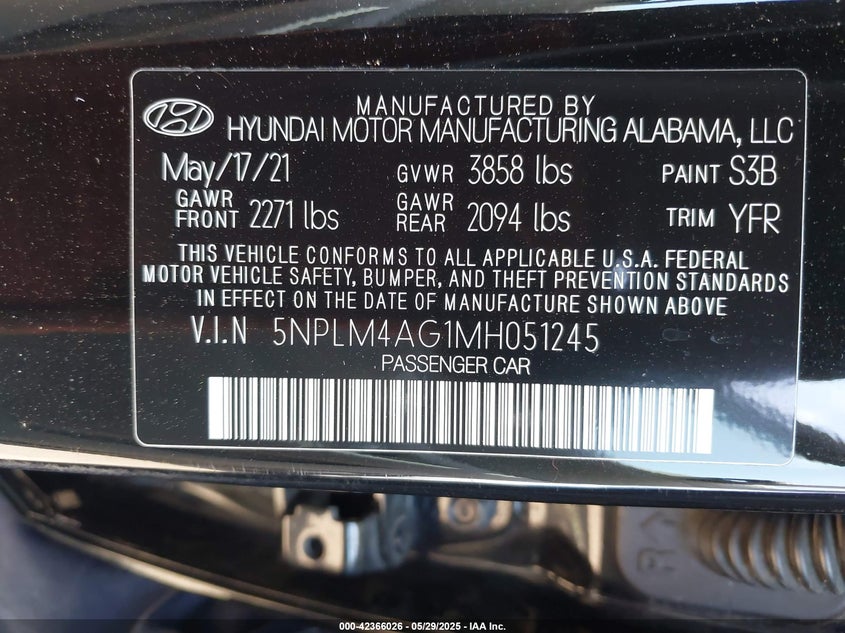 MANUFACTURED BY
HYUNDAI MOTOR MANUFACTURING ALABAMA, LLC
May/17/21 GVWR 3858 lbs PAINT S3B
GAWR FRONT 2271 lbs GAWR REAR 2094 lbs TRIM YFR
THIS VEHICLE CONFORMS TO ALL APPLICABLE U.S.A. FEDERAL
MOTOR VEHICLE SAFETY, BUMPER, AND THEFT PREVENTION STANDARDS
IN EFFECT ON THE DATE OF MANUFACTURE SHOWN ABOVE
V.I.N 5NPLM4AG1MH051245
PASSENGER CAR
000-42366026 - 05/29/2025 - IAA Inc.